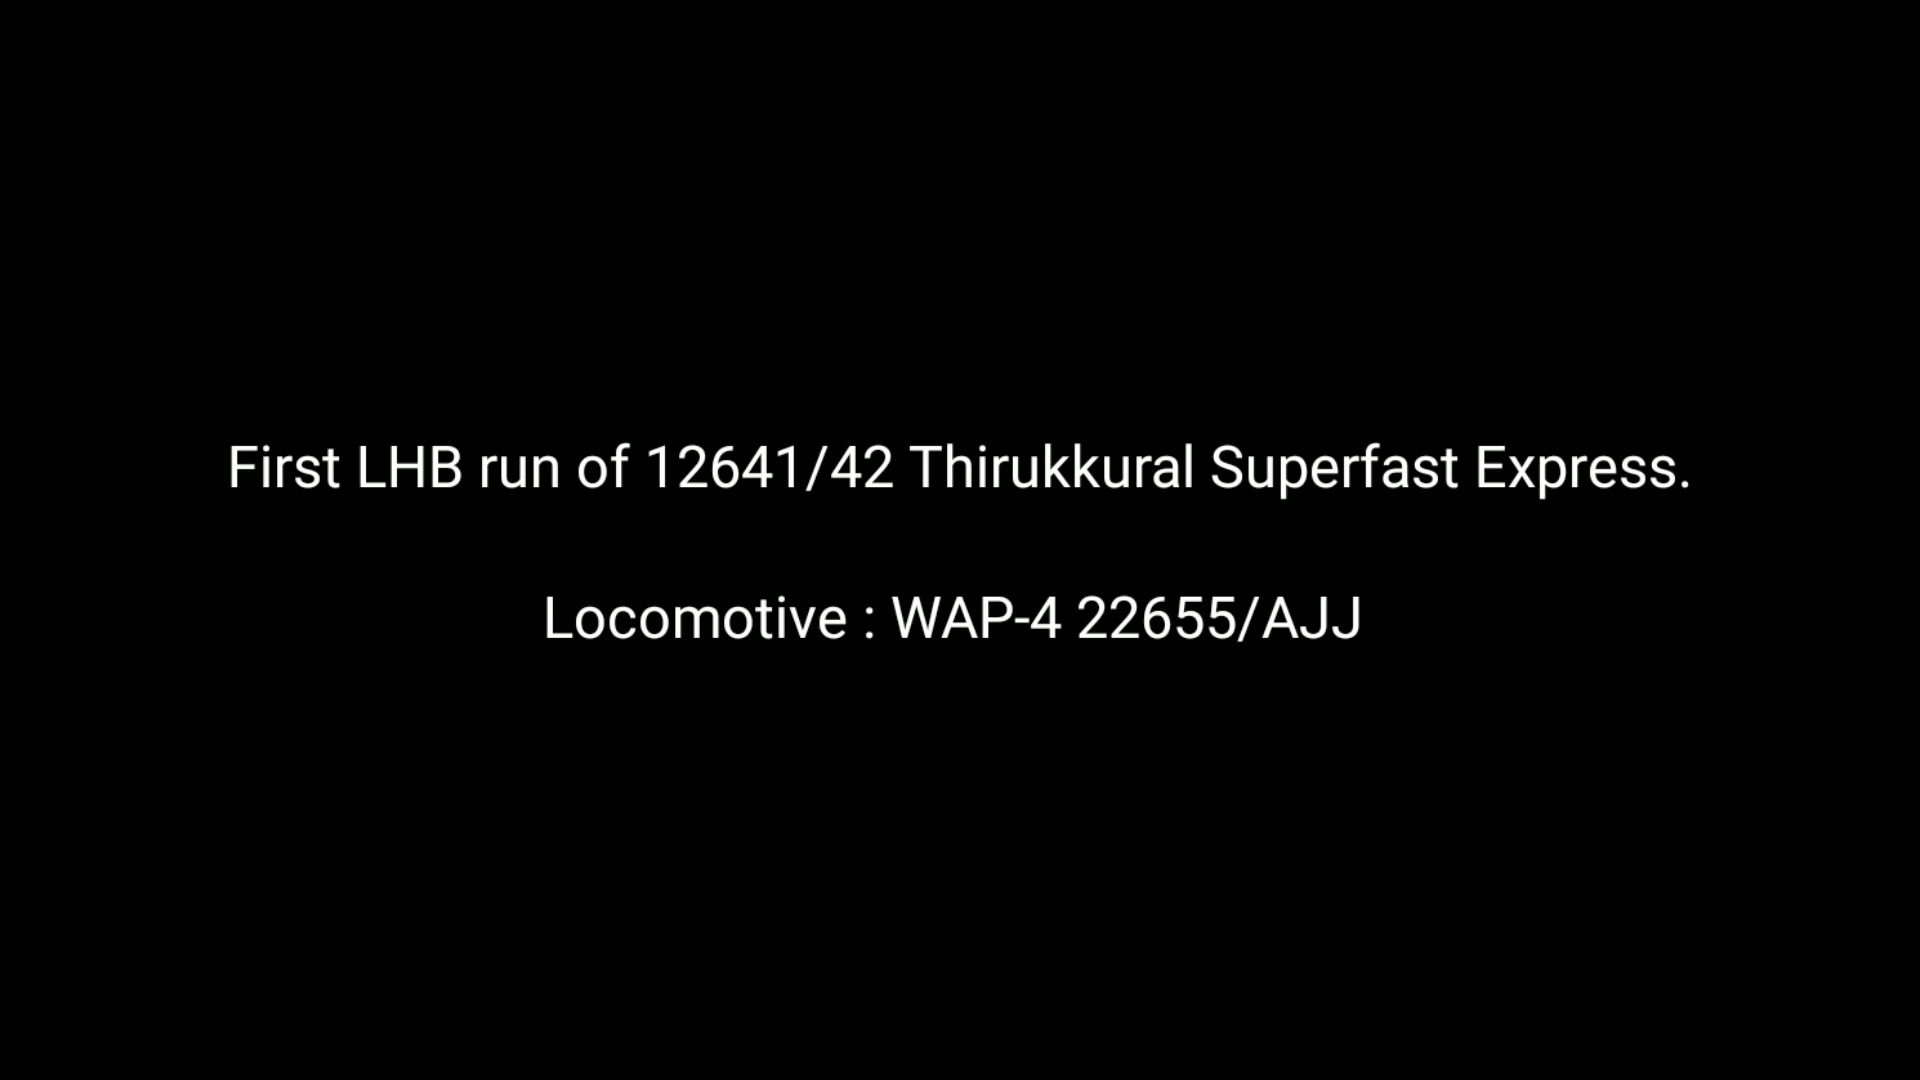 First LHB run of 12641/42 Thirukkural Superfast Express.
Locomotive : WAP-4 22655/AJJ